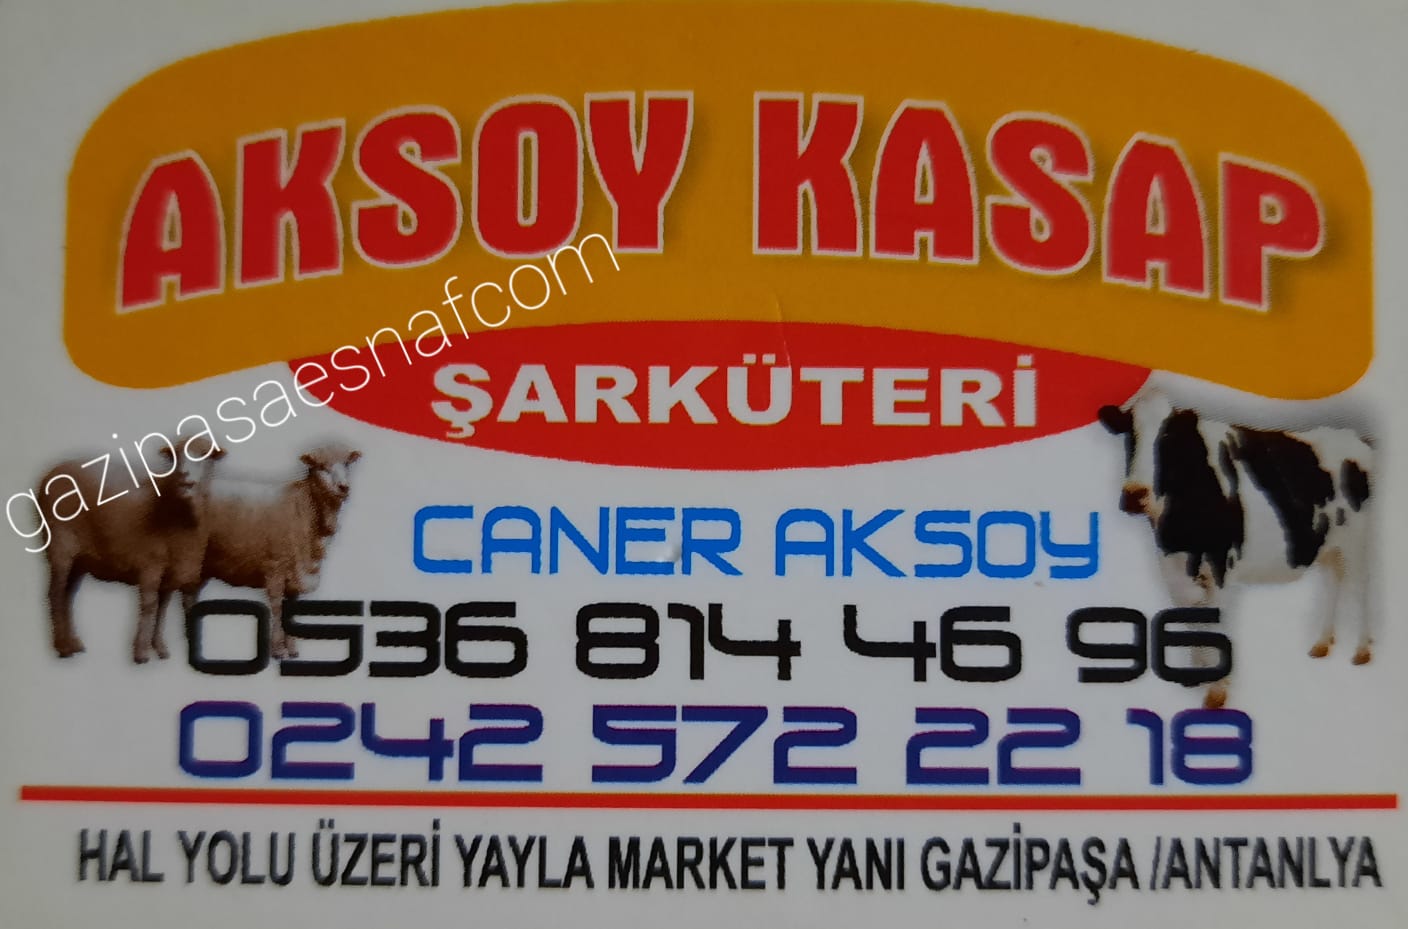 AKSOY KASAP
gazipasaesnafcom
ŞARKÜTERİ
CANER AKSOY
0536 814 46 96
0242 572 22 18
HAL YOLU ÜZERİ YAYLA MARKET YANI GAZİPAŞA /ANTANLYA